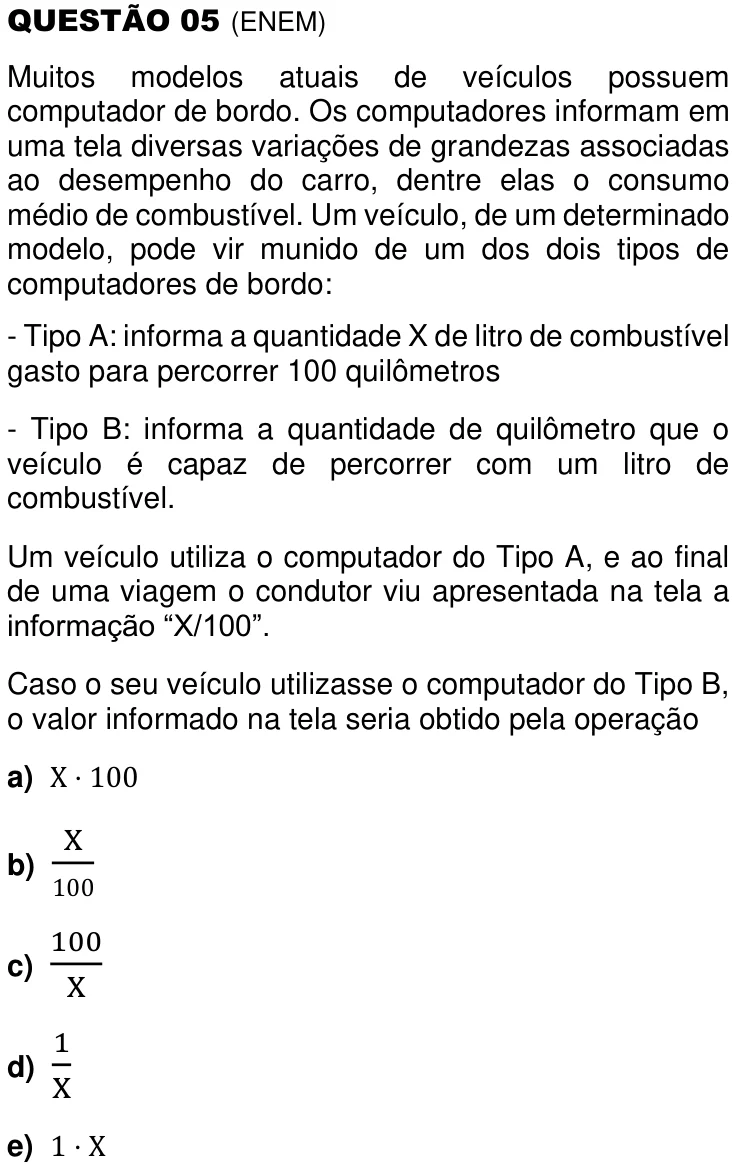 QUESTÃO 05 (ENEM)
Muitos modelos atuais de veículos possuem
computador de bordo. Os computadores informam em
uma tela diversas variações de grandezas associadas
ao desempenho do carro, dentre elas o consumo
médio de combustível. Um veículo, de um determinado
modelo, pode vir munido de um dos dois tipos de
computadores de bordo:
- Tipo A: informa a quantidade X de litro de combustível
gasto para percorrer 100 quilômetros
- Tipo B: informa a quantidade de quilômetro que o
veículo é capaz de percorrer com um litro de
combustível.
Um veículo utiliza o computador do Tipo A, e ao final
de uma viagem o condutor viu apresentada na tela a
informação “X/100”.
Caso o seu veículo utilizasse o computador do Tipo B,
o valor informado na tela seria obtido pela operação
a) X · 100
b) X/100
c) 100/X
d) 1/X
e) 1 · X